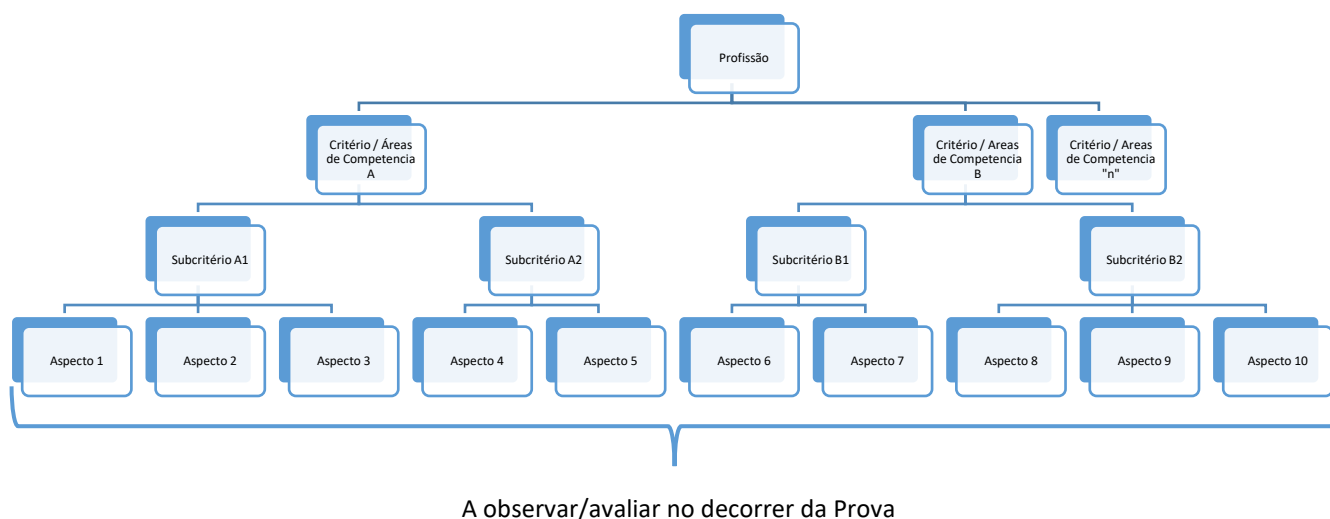 Profissão
Critério / Áreas
de Competencia
A
Critério / Areas
de Competencia
B
Critério / Areas
de Competencia
"n"
Subcritério A1
Subcritério A2
Subcritério B1
Subcritério B2
Aspecto 1
Aspecto 2
Aspecto 3
Aspecto 4
Aspecto 5
Aspecto 6
Aspecto 7
Aspecto 8
Aspecto 9
Aspecto 10
A observar/avaliar no decorrer da Prova